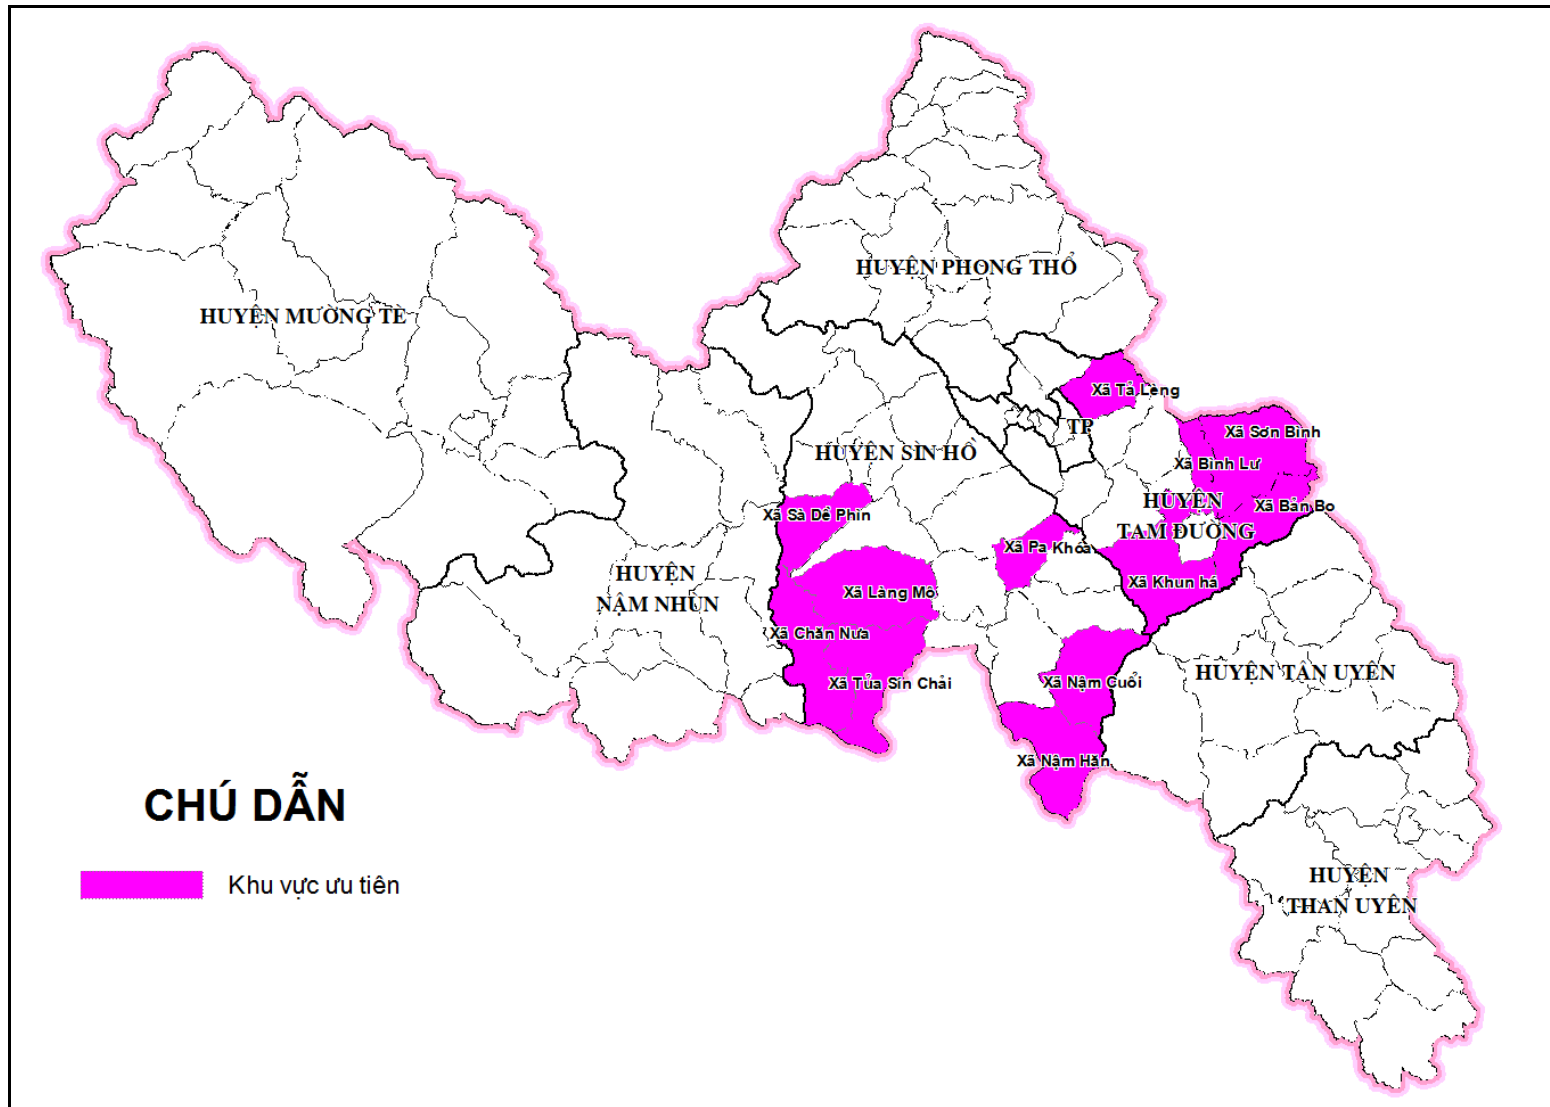 HUYỆN PHONG THỔ
HUYỆN MƯỜNG TÈ
Xã Tả Lèng
TP
Xã Sơn Bình
HUYỆN SÌN HỒ
Xã Bình Lư
HUYỆN
TAM ĐƯỜNG
Xã Bản Bo
Xã Sà Dề Phìn
Xã Pa Khóa
HUYỆN
NẬM NHÙN
Xã Khun há
Xã Làng Mô
Xã Chăn Nưa
HUYỆN TÂN UYÊN
Xã Tủa Sín Chải
Xã Nậm Cuổi
Xã Nậm Hăn
CHÚ DẪN
Khu vực ưu tiên
HUYỆN
THAN UYÊN